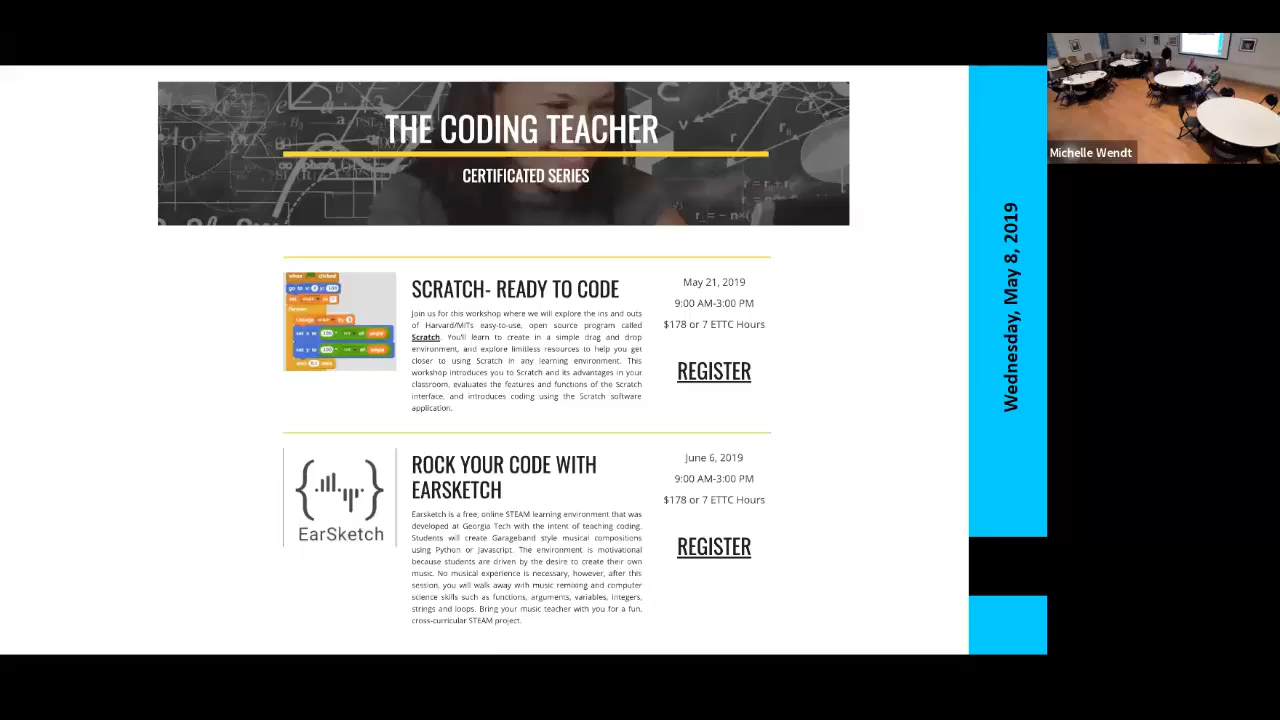 THE CODING TEACHER
CERTIFICATED SERIES
SCRATCH- READY TO CODE
Join us for this workshop where we will explore the ins and outs
of Harvard/MITs easy-to-use, open source program called
Scratch. You'll learn to create in a simple drag and drop
environment, and explore limitless resources to help you get
closer to using Scratch in any learning environment. This
workshop introduces you to Scratch and its advantages in your
classroom, evaluates the features and functions of the Scratch
interface, and introduces coding using the Scratch software
application.
May 21, 2019
9:00 AM-3:00 PM
$178 or 7 ETTC Hours
REGISTER
EarSketch
ROCK YOUR CODE WITH
EARSKETCH
Earsketch is a free, online STEAM learning environment that was
developed at Georgia Tech with the intent of teaching coding.
Students will create Garageband style musical compositions
using Python or Javascript. The environment is motivational
because students are driven by the desire to create their own
music. No musical experience is necessary, however, after this
session, you will walk away with music remixing and computer
science skills such as functions, arguments, variables, integers,
strings and loops. Bring your music teacher with you for a fun,
cross-curricular STEAM project.
June 6, 2019
9:00 AM-3:00 PM
$178 or 7 ETTC Hours
REGISTER
Wednesday, May 8, 2019
Michelle Wendt